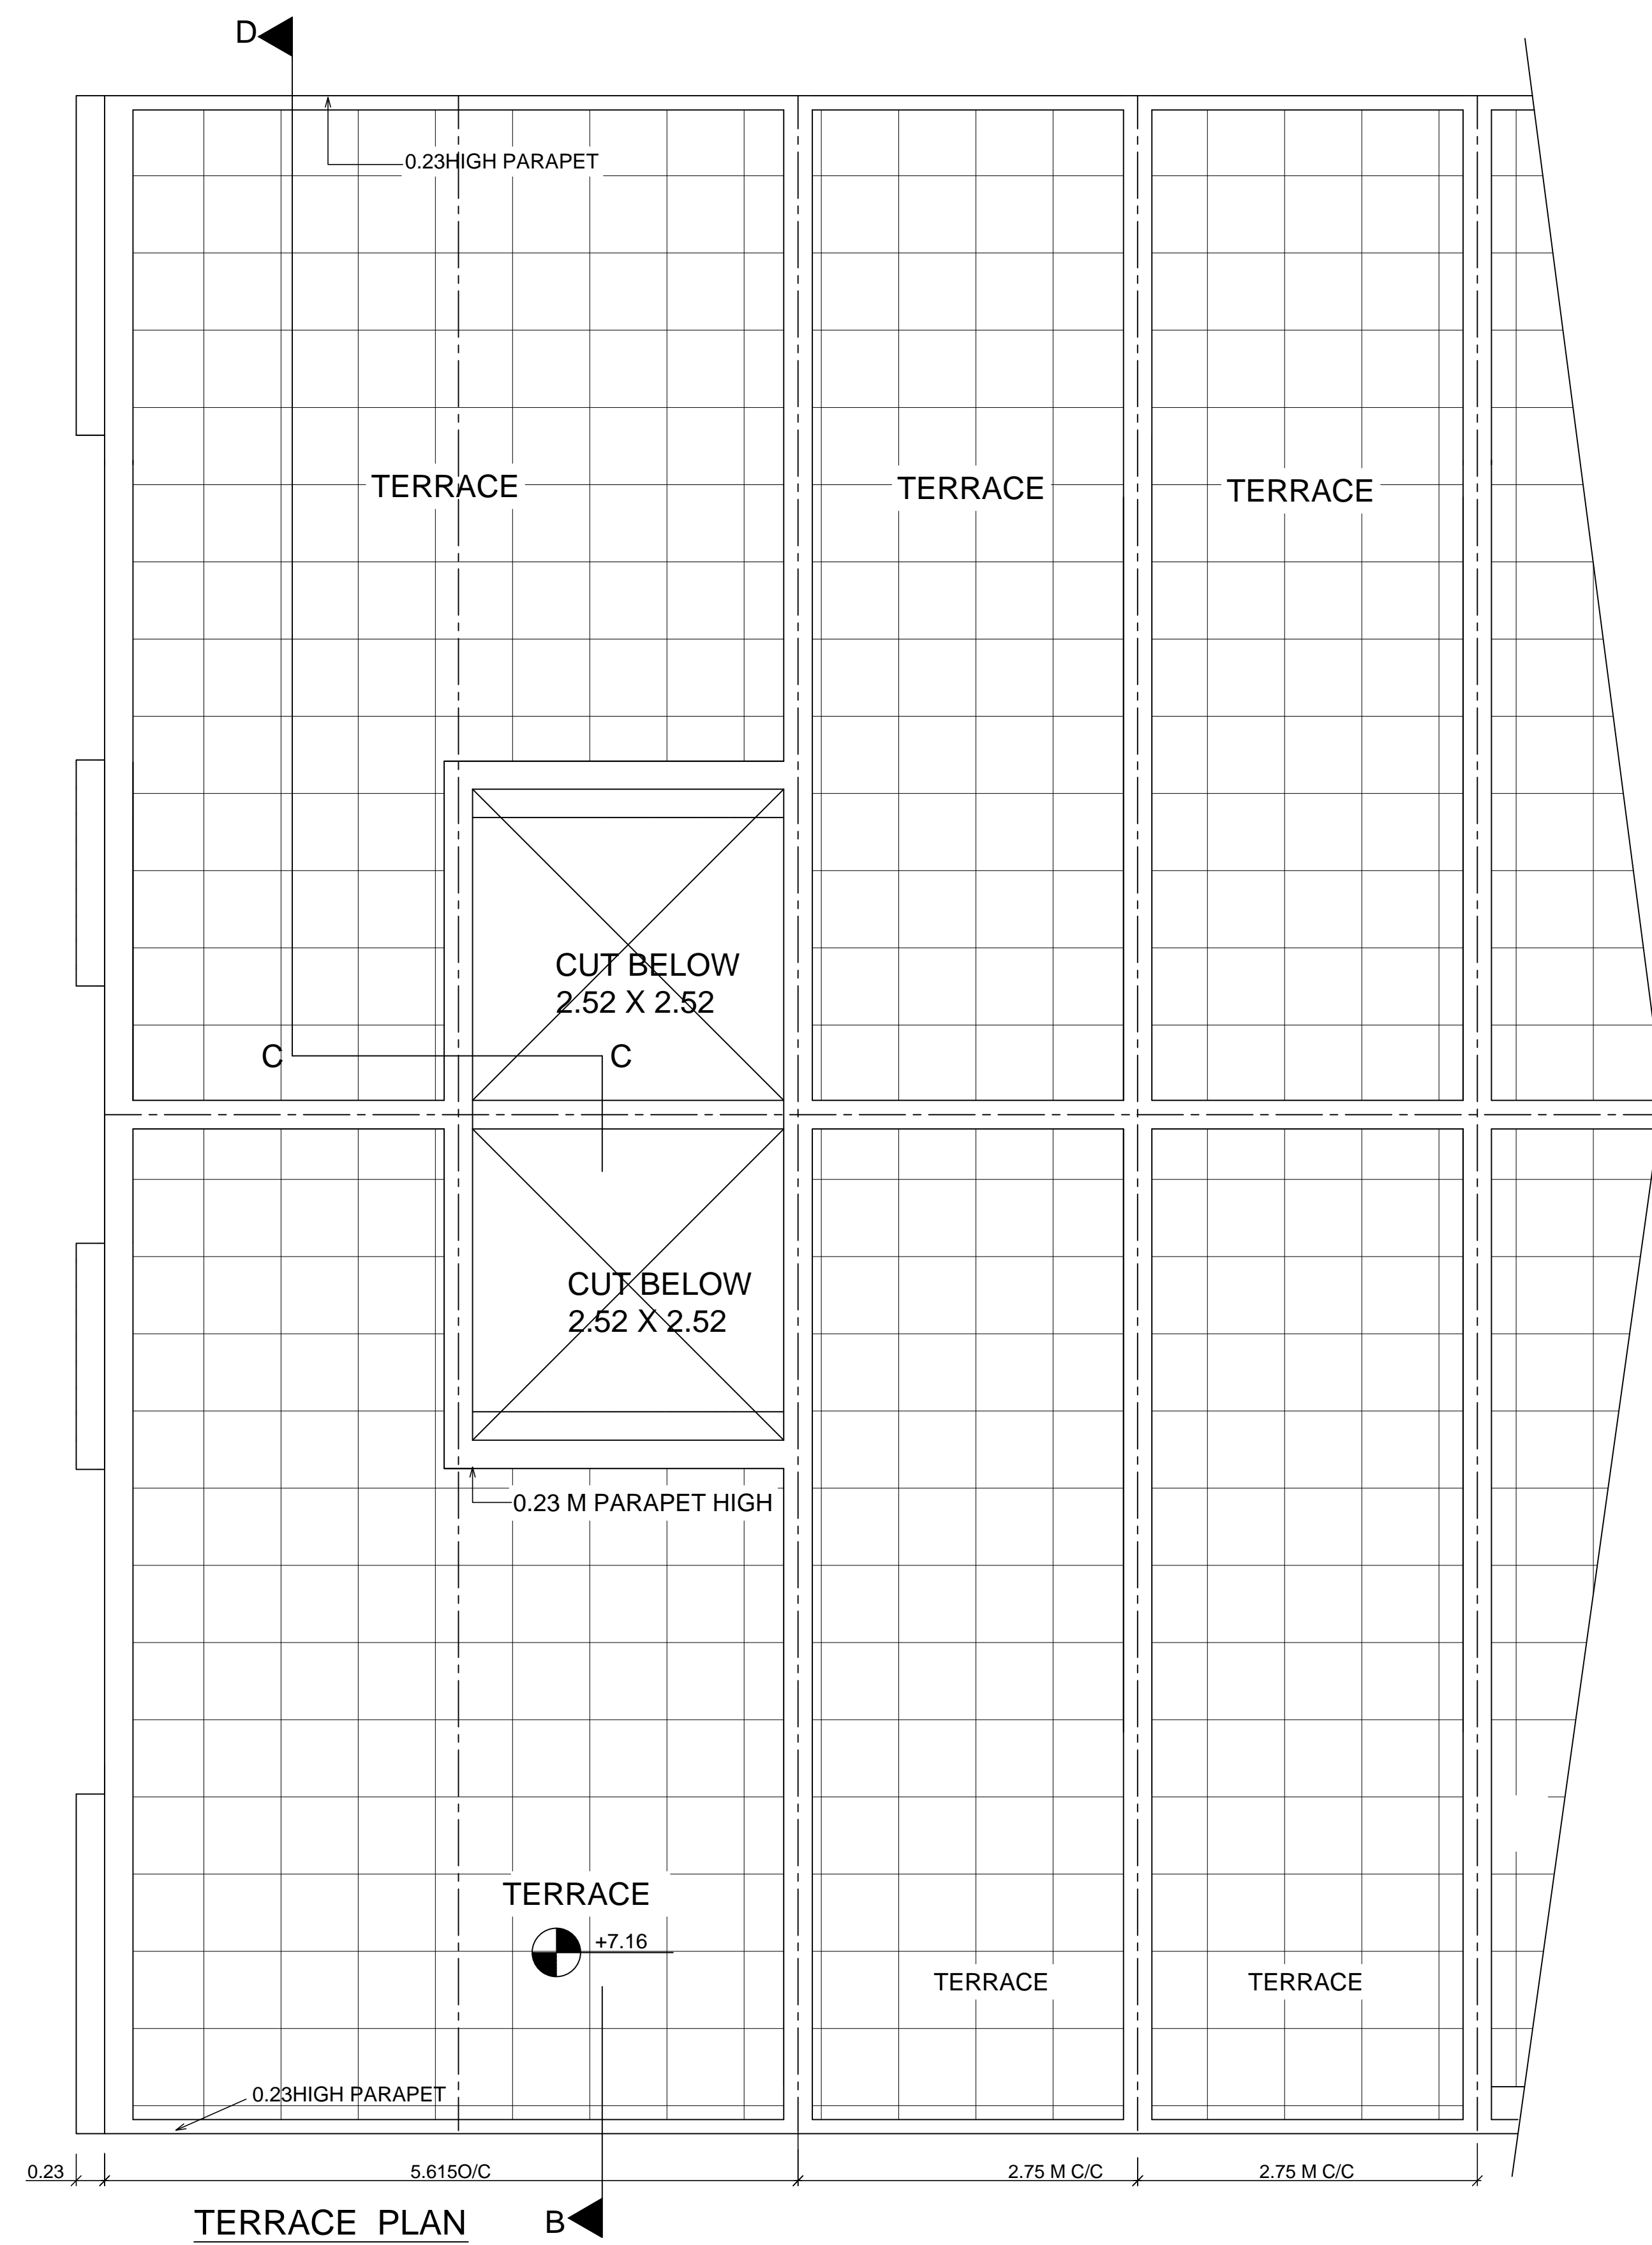 D
0.23HIGH PARAPET
TERRACE
TERRACE
TERRACE
CUT BELOW
2.52 X 2.52
C
C
CUT BELOW
2.52 X 2.52
0.23 M PARAPET HIGH
TERRACE
+7.16
TERRACE
TERRACE
0.23HIGH PARAPET
0.23
5.615O/C
2.75 M C/C
2.75 M C/C
TERRACE PLAN
B